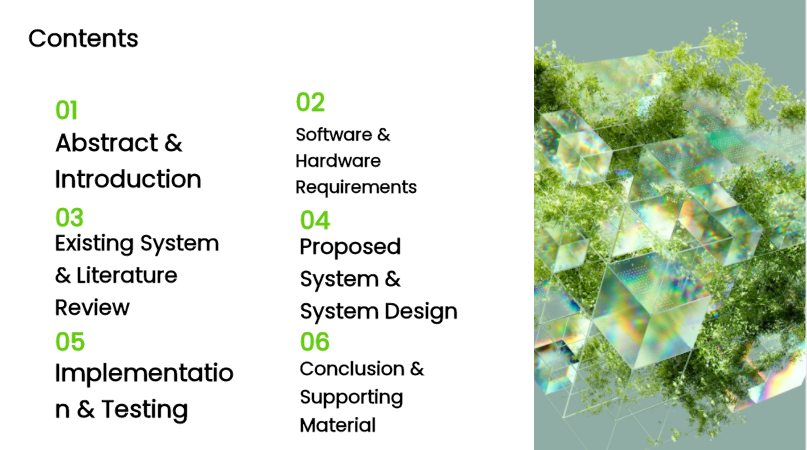 Contents
01
Abstract &
Introduction
02
Software &
Hardware
Requirements
03
Existing System
& Literature
Review
04
Proposed
System &
System Design
05
Implementatio
n & Testing
06
Conclusion &
Supporting
Material